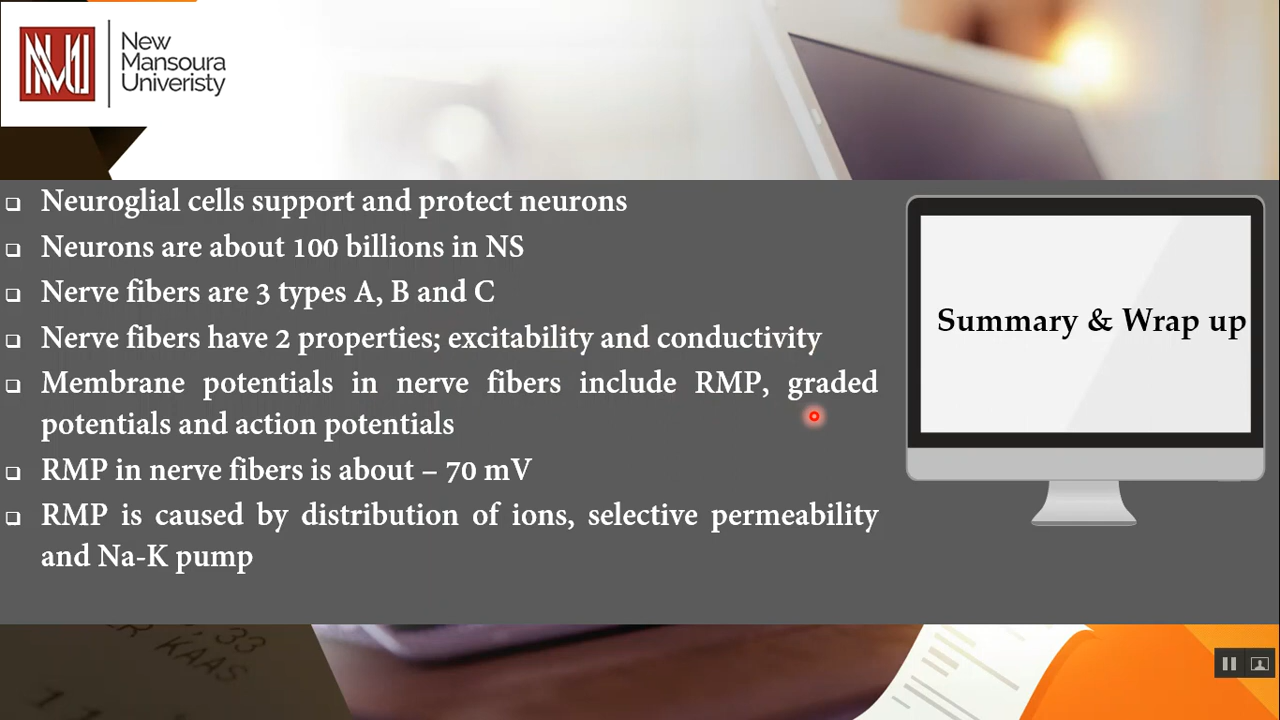 New
Mansoura
Univeristy
Neuroglial cells support and protect neurons
Neurons are about 100 billions in NS
Nerve fibers are 3 types A, B and C
Nerve fibers have 2 properties; excitability and conductivity
Membrane potentials in nerve fibers include RMP, graded
potentials and action potentials
RMP in nerve fibers is about – 70 mV
RMP is caused by distribution of ions, selective permeability
and Na-K pump
Summary & Wrap up
33
KAAS